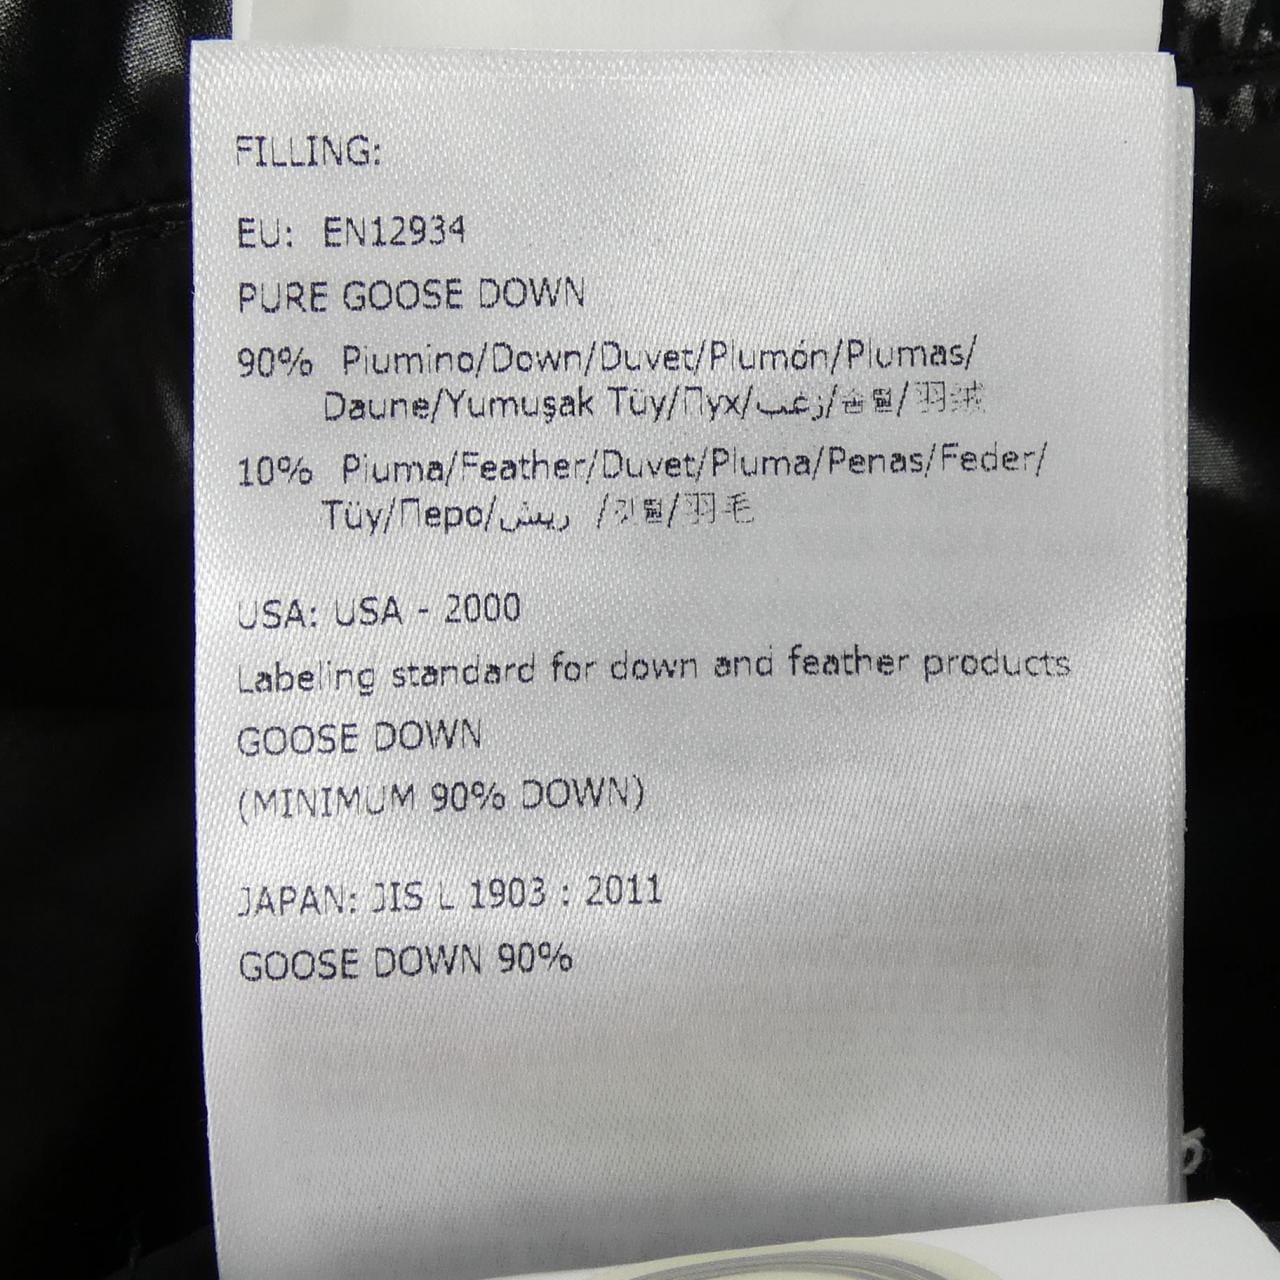 FILLING:
EU: EN12934
PURE GOOSE DOWN
90% Piumino/Down/Duvet/Plumón/Plumas/
Daune/Yumuşak Tüy/Пух/زغب/솜털/羽绒
10% Piuma/Feather/Duvet/Pluma/Penas/Feder/
Tüy/Перо/ريش /깃털/羽毛
USA: USA - 2000
Labeling standard for down and feather products
GOOSE DOWN
(MINIMUM 90% DOWN)
JAPAN: JIS L 1903 : 2011
GOOSE DOWN 90%